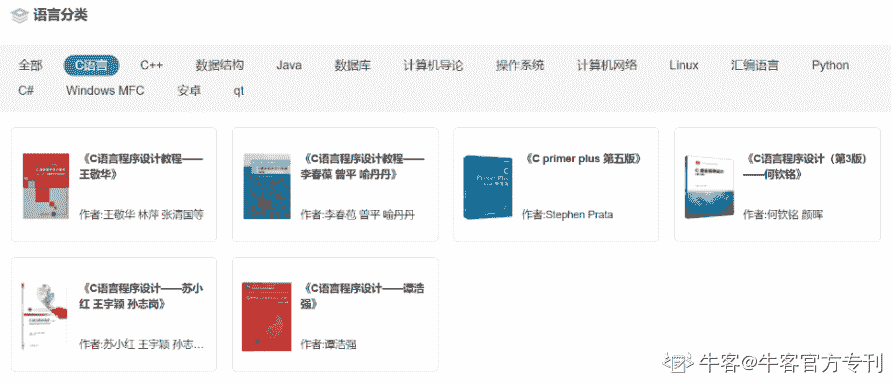 语言分类
全部 C语言 C++ 数据结构 Java 数据库 计算机导论 操作系统 计算机网络 Linux 汇编语言 Python
C# Windows MFC 安卓 qt
《C语言程序设计教程——
王敬华》
作者:王敬华 林萍 张清国等
《C语言程序设计教程——
李春葆 曾平 喻丹丹》
作者:李春葆 曾平 喻丹丹
《C primer plus 第五版》
作者:Stephen Prata
C
Primer
Plus
《C语言程序设计（第3版）
——何钦铭》
作者:何钦铭 颜晖
《C语言程序设计——苏小
红 王宇颖 孙志岗》
作者:苏小红 王宇颖 孙志...
《C语言程序设计——谭浩
强》
作者:谭浩强
牛客@牛客官方专刊